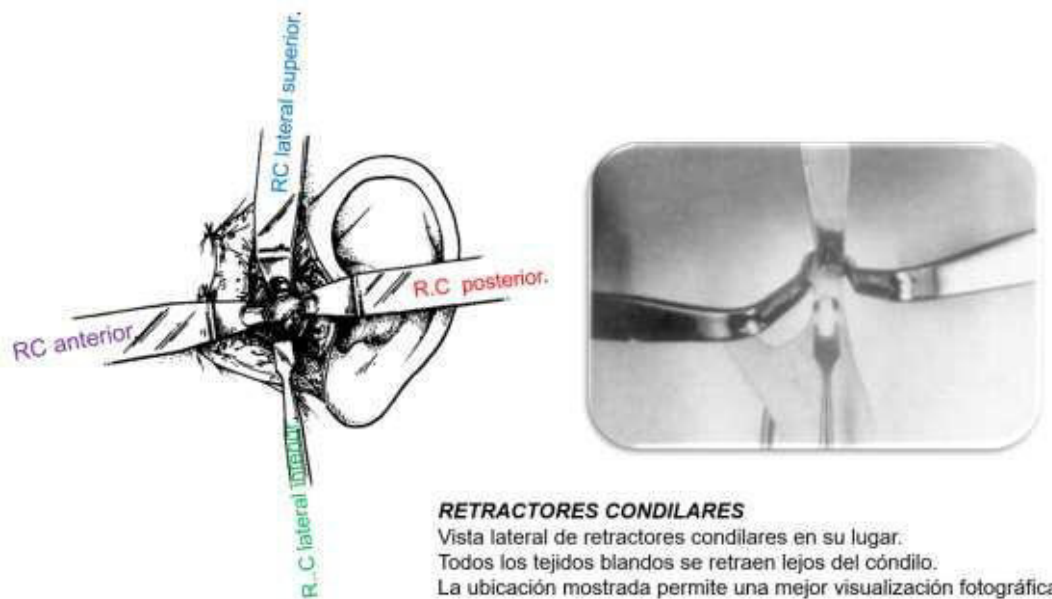 RC lateral superior.
R.C posterior.
RC anterior
R..C lateral inferior.
RETRACTORES CONDILARES
Vista lateral de retractores condilares en su lugar.
Todos los tejidos blandos se retraen lejos del cóndilo.
La ubicación mostrada permite una mejor visualización fotográfica